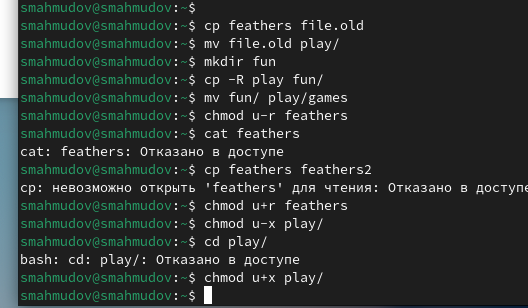 smahmudov@smahmudov:~$
smahmudov@smahmudov:~$ cp feathers file.old
smahmudov@smahmudov:~$ mv file.old play/
smahmudov@smahmudov:~$ mkdir fun
smahmudov@smahmudov:~$ cp -R play fun/
smahmudov@smahmudov:~$ mv fun/ play/games
smahmudov@smahmudov:~$ chmod u-r feathers
smahmudov@smahmudov:~$ cat feathers
cat: feathers: Отказано в доступе
smahmudov@smahmudov:~$ cp feathers feathers2
cp: невозможно открыть 'feathers' для чтения: Отказано в доступе
smahmudov@smahmudov:~$ chmod u+r feathers
smahmudov@smahmudov:~$ chmod u-x play/
smahmudov@smahmudov:~$ cd play/
bash: cd: play/: Отказано в доступе
smahmudov@smahmudov:~$ chmod u+x play/
smahmudov@smahmudov:~$